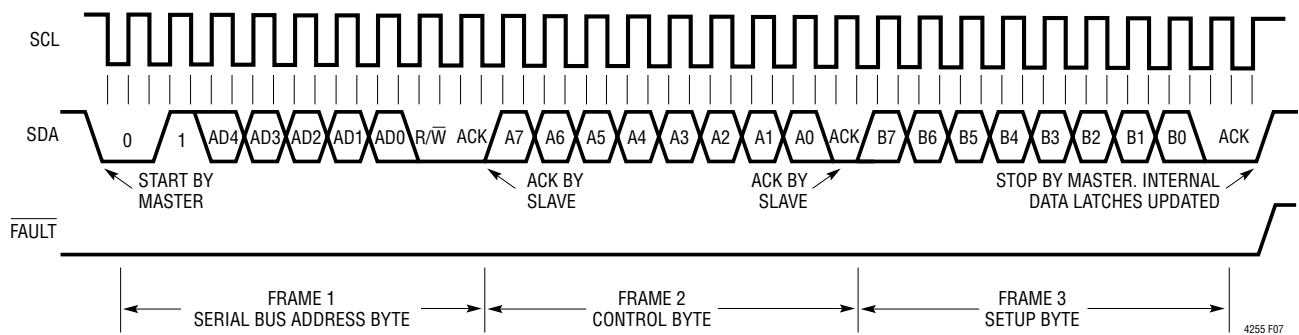 SCL
SDA
0 1 AD4 AD3 AD2 AD1 AD0 R/W̅ ACK A7 A6 A5 A4 A3 A2 A1 A0 ACK B7 B6 B5 B4 B3 B2 B1 B0 ACK
START BY
MASTER
ACK BY
SLAVE
ACK BY
SLAVE
STOP BY MASTER. INTERNAL
DATA LATCHES UPDATED
F̅A̅U̅L̅T̅
FRAME 1
SERIAL BUS ADDRESS BYTE
FRAME 2
CONTROL BYTE
FRAME 3
SETUP BYTE
4255 F07